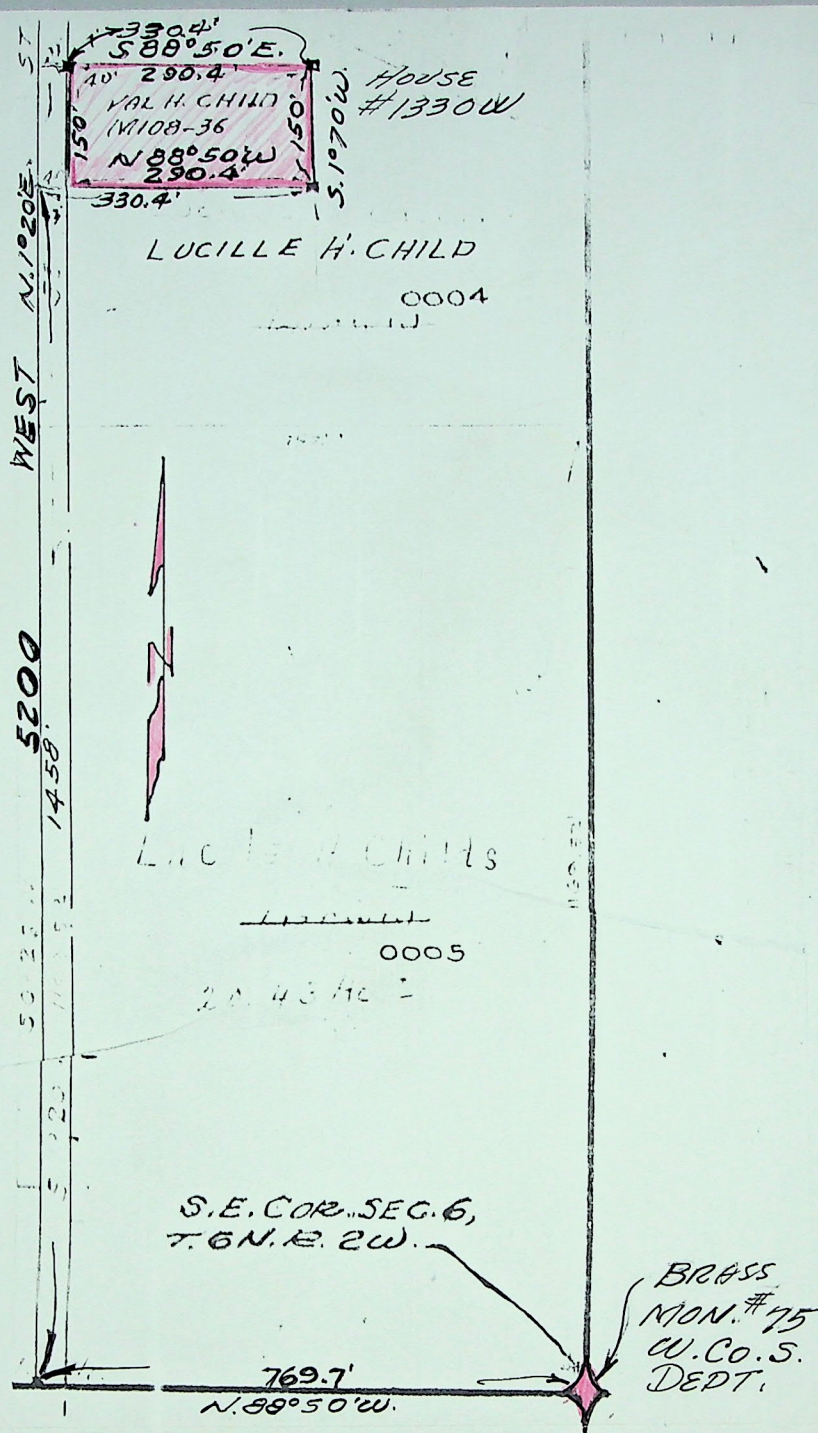 330.4'
S 88°50'E.
40' 290.4'
VAL H. CHILD
M108-36
N 88°50'W
290.4'
330.4'
150'
150'
S. 1°20'W.
HOUSE
#1330W
LUCILLE H. CHILD
0004
WEST ST
N.1°20'E.
5200
1458'
0005
S.E. COR. SEC. 6,
T. 6N. R. 2W.
BRASS
MON. #75
W. CO. S.
DEPT.
769.7'
N.88°50'W.